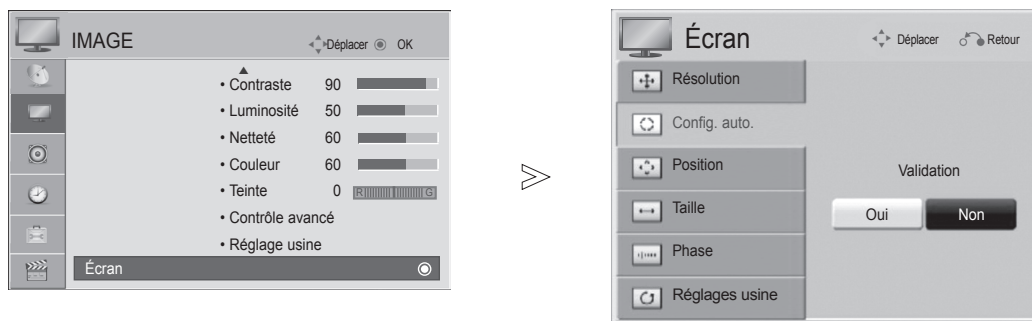 IMAGE
Déplacer OK
• Contraste 90
• Luminosité 50
• Netteté 60
• Couleur 60
• Teinte 0 R G
• Contrôle avancé
• Réglage usine
Écran
Écran
Déplacer Retour
Résolution
Config. auto.
Position
Taille
Phase
Réglages usine
Validation
Oui Non